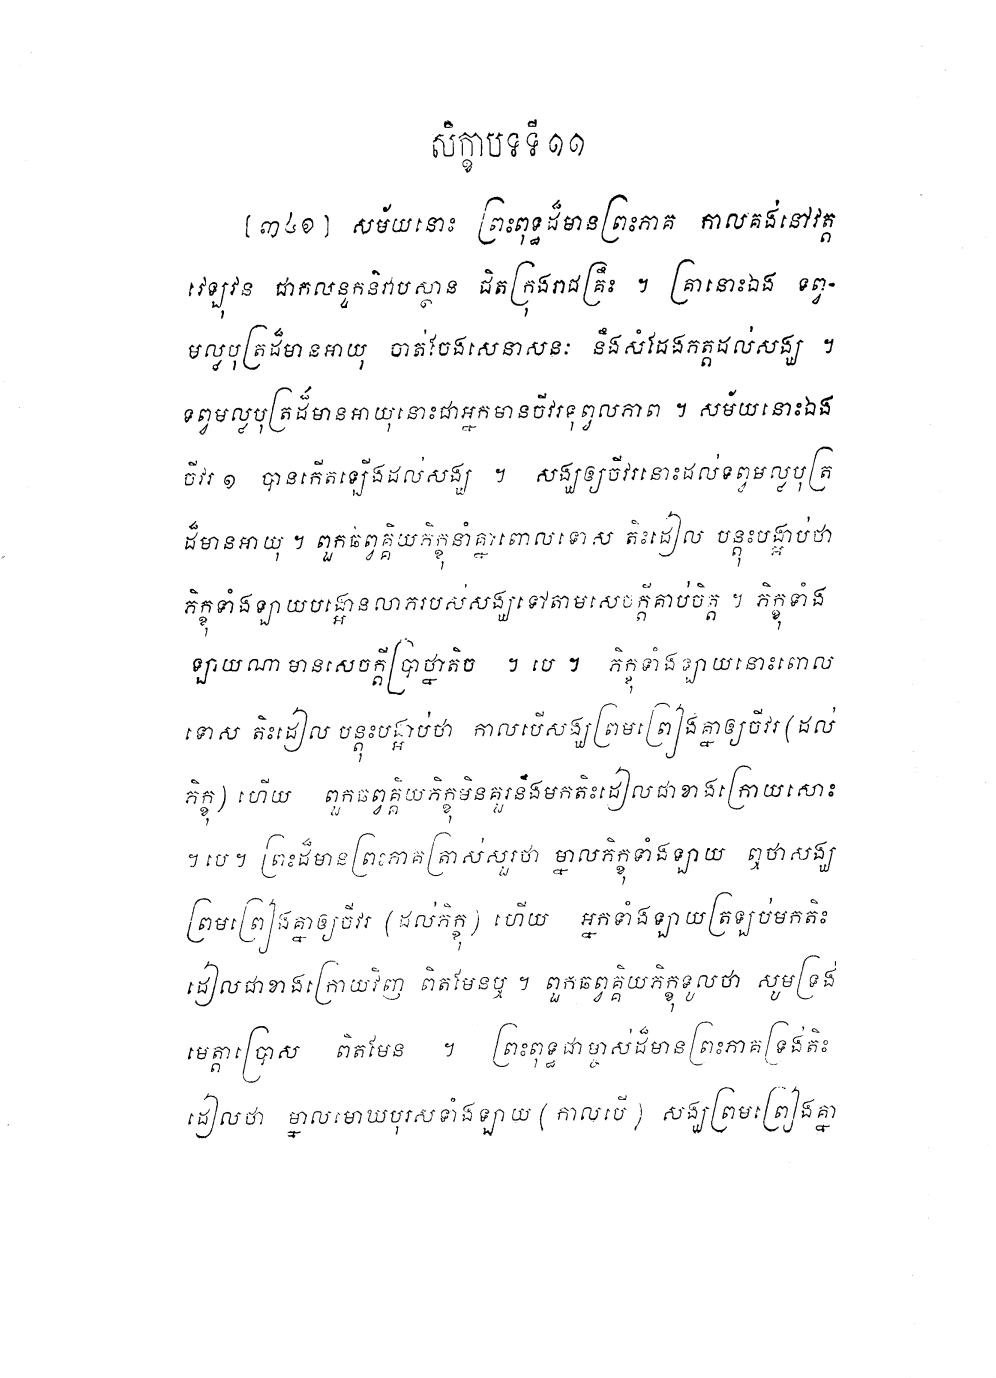 សិក្ខាបទទី១១
[៣៤១] សម័យនោះ ព្រះពុទ្ធដ៏មានព្រះភាគ កាលគង់នៅវត្ត
វេឡុវន ជាកលន្ទកនិវាបស្ថាន ជិតក្រុងរាជគ្រឹះ ។ គ្រានោះឯង ទព្វ-
មល្លបុត្រដ៏មានអាយុ ចាត់ចែងសេនាសនៈ នឹងសំដែងភត្តដល់សង្ឃ ។
ទព្វមល្លបុត្រដ៏មានអាយុនោះជាអ្នកមានចីវរទុព្វលភាព ។ សម័យនោះឯង
ចីវរ ១ បានកើតឡើងដល់សង្ឃ ។ សង្ឃឲ្យចីវរនោះដល់ទព្វមល្លបុត្រ
ដ៏មានអាយុ ។ ពួកឆព្វគ្គិយភិក្ខុនាំគ្នាពោលទោស តិះដៀល បន្តុះបង្អាប់ថា
ភិក្ខុទាំងឡាយបង្អោនលាភរបស់សង្ឃទៅតាមសេចក្តីគាប់ចិត្ត ។ ភិក្ខុទាំង
ឡាយណាមានសេចក្តីប្រាថ្នាតិច ។ បេ ។ ភិក្ខុទាំងឡាយនោះពោល
ទោស តិះដៀល បន្តុះបង្អាប់ថា កាលបើសង្ឃព្រមព្រៀងគ្នាឲ្យចីវរ (ដល់
ភិក្ខុ) ហើយ ពួកឆព្វគ្គិយភិក្ខុមិនគួរនឹងមកតិះដៀលជាខាងក្រោយសោះ
។ បេ ។ ព្រះដ៏មានព្រះភាគត្រាស់សួរថា ម្នាលភិក្ខុទាំងឡាយ ឮថាសង្ឃ
ព្រមព្រៀងគ្នាឲ្យចីវរ (ដល់ភិក្ខុ) ហើយ អ្នកទាំងឡាយត្រឡប់មកតិះ
ដៀលជាខាងក្រោយវិញ ពិតមែនឬ ។ ពួកឆព្វគ្គិយភិក្ខុទូលថា សូមទ្រង់
មេត្តាប្រោស ពិតមែន ។ ព្រះពុទ្ធជាម្ចាស់ដ៏មានព្រះភាគទ្រង់តិះ
ដៀលថា ម្នាលមោឃបុរសទាំងឡាយ (កាលបើ) សង្ឃព្រមព្រៀងគ្នា